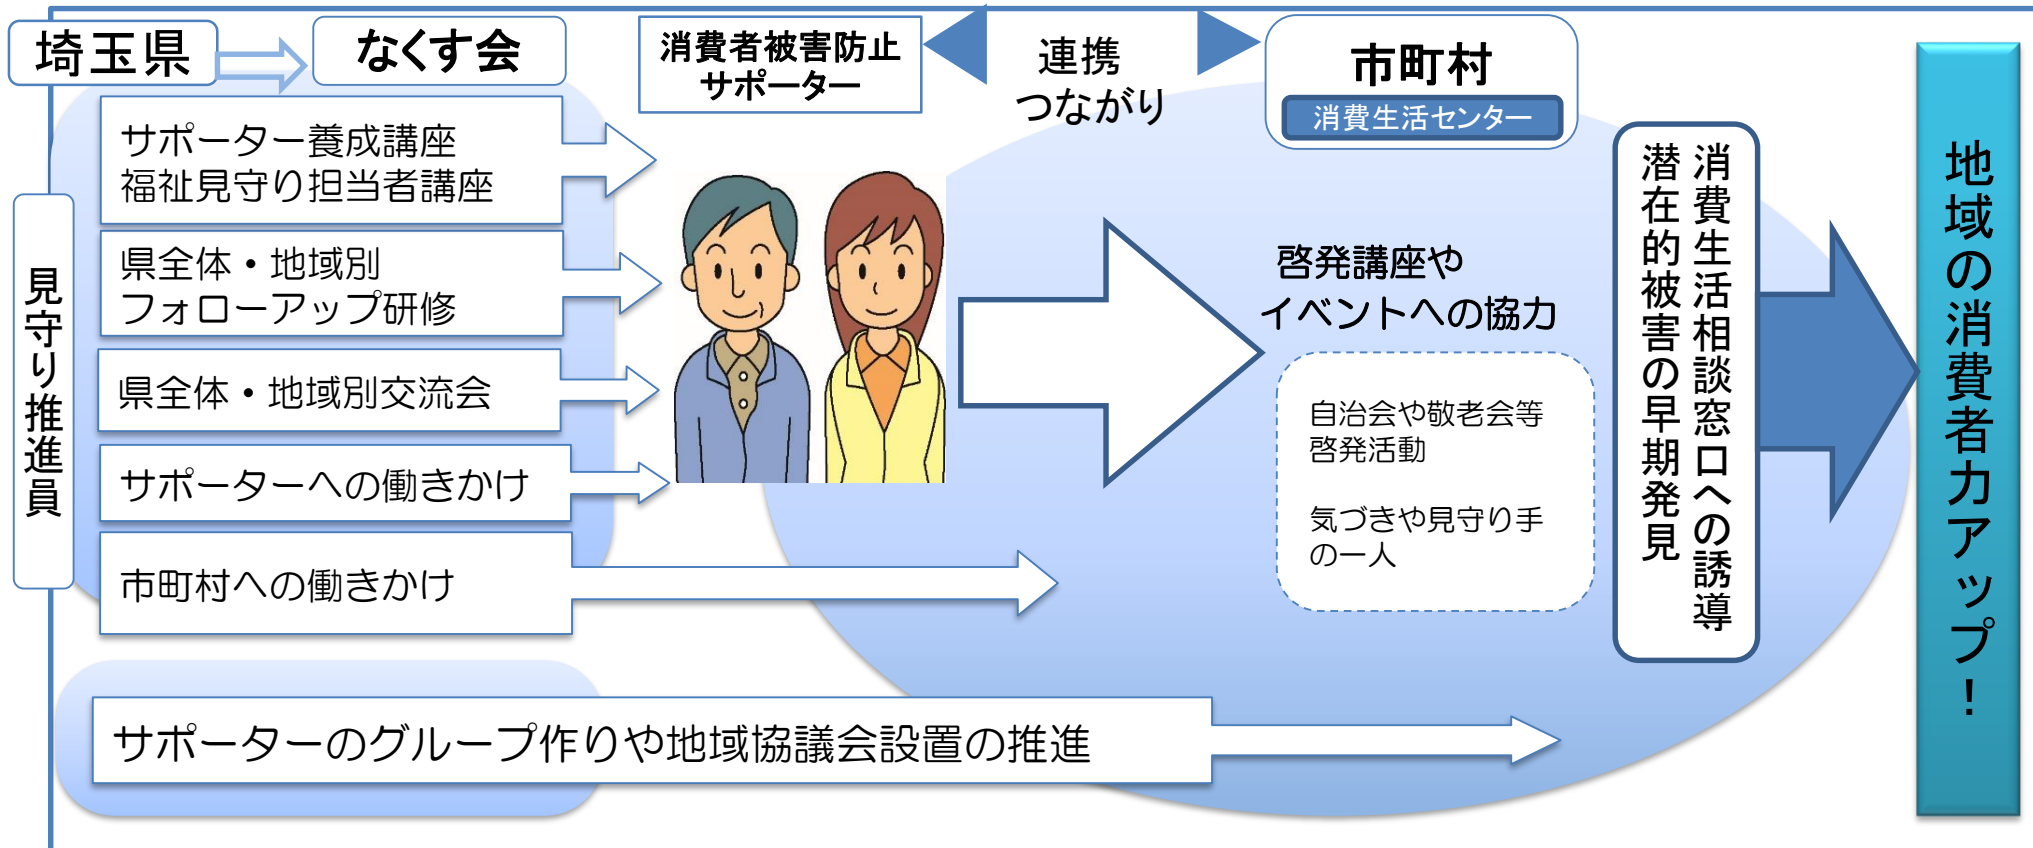 埼玉県
なくす会
消費者被害防止
サポーター
連携
つながり
市町村
消費生活センター
見守り推進員
サポーター養成講座
福祉見守り担当者講座
県全体・地域別
フォローアップ研修
県全体・地域別交流会
サポーターへの働きかけ
市町村への働きかけ
サポーターのグループ作りや地域協議会設置の推進
啓発講座や
イベントへの協力
自治会や敬老会等
啓発活動
気づきや見守り手
の一人
消費生活相談窓口への誘導
潜在的被害の早期発見
地域の消費者力アップ！